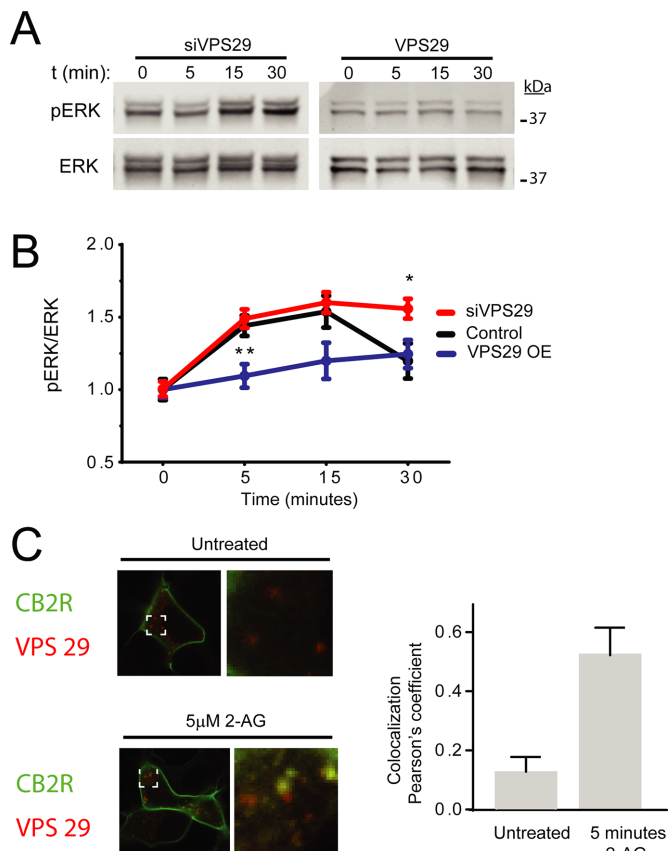 A
siVPS29 VPS29
t (min): 0 5 15 30 0 5 15 30
kDa
pERK
-37
ERK
-37
B
2.0
1.5
1.0
0.5
pERK/ERK
*
**
siVPS29
Control
VPS29 OE
0 5 15 30
Time (minutes)
C
Untreated
CB2R
VPS 29
5μM 2-AG
CB2R
VPS 29
Colocalization
Pearson's coefficient
0.6
0.4
0.2
0.0
Untreated 5 minutes
2-AG